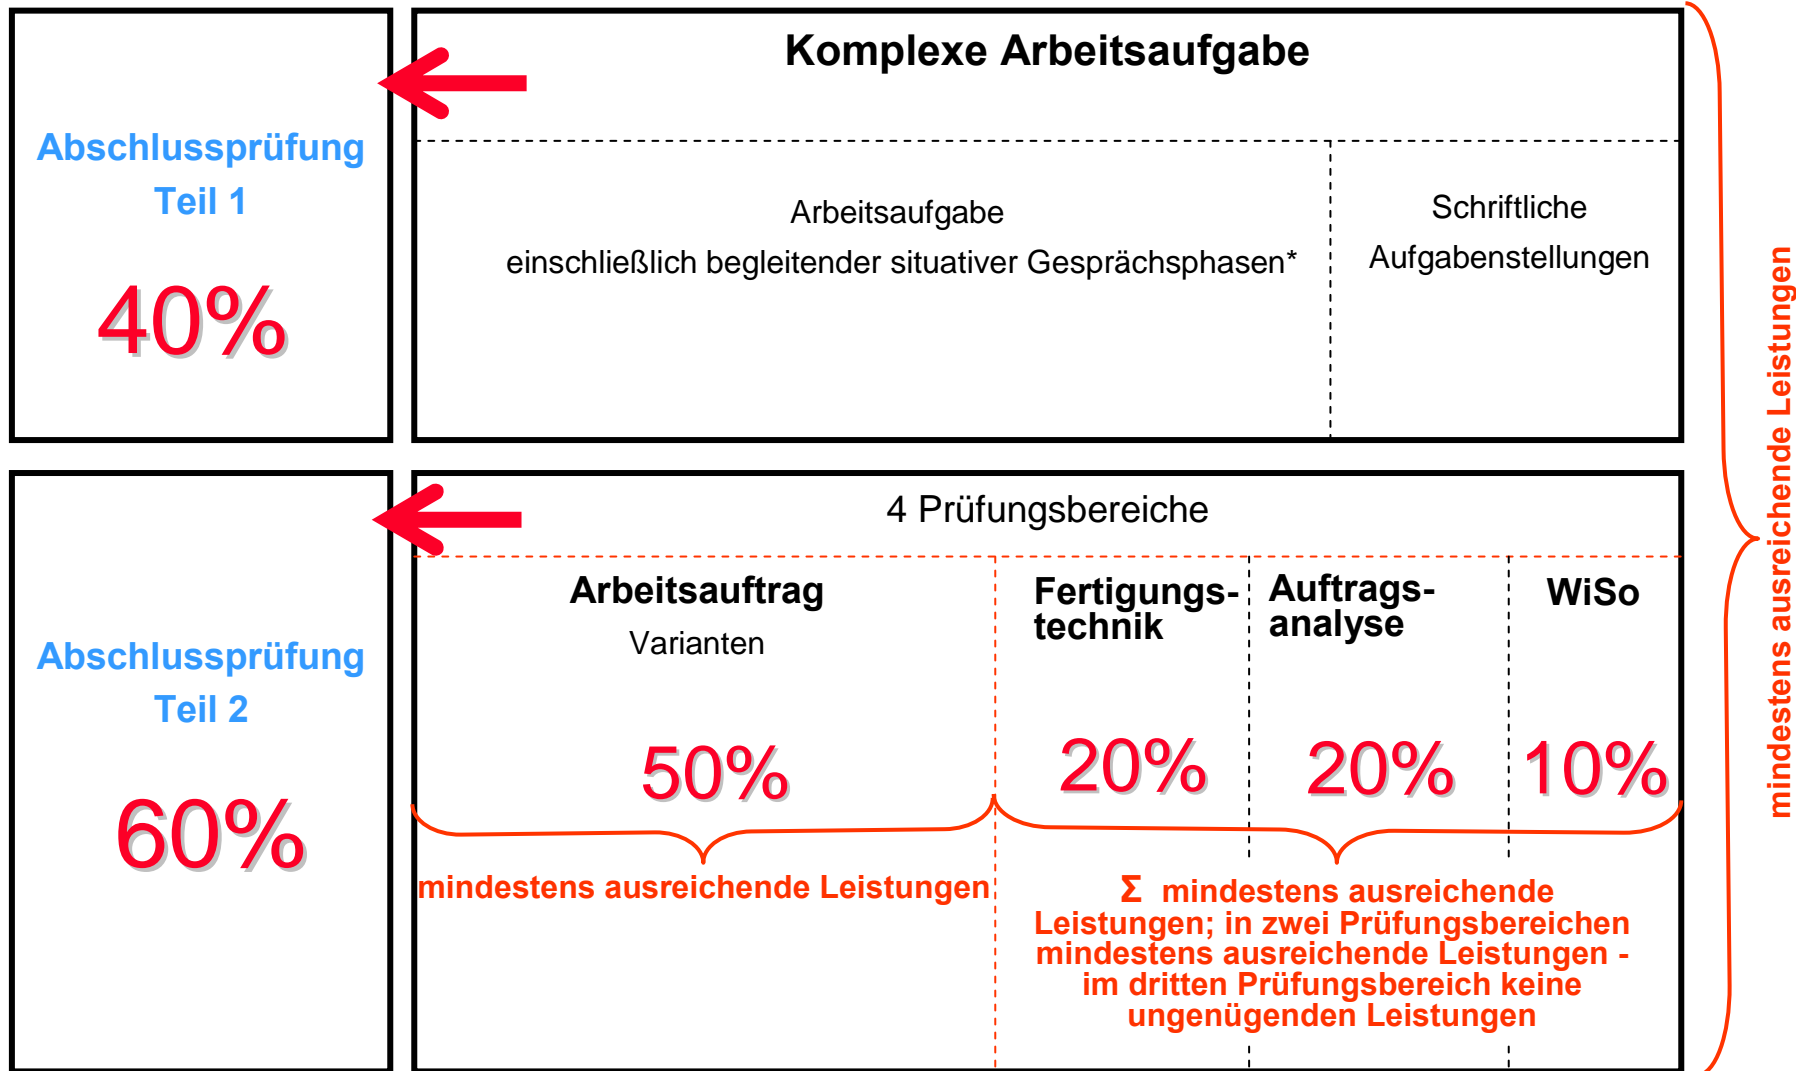 Komplexe Arbeitsaufgabe
Abschlussprüfung
Teil 1
40%
Arbeitsaufgabe
einschließlich begleitender situativer Gesprächsphasen*
Schriftliche
Aufgabenstellungen
4 Prüfungsbereiche
Abschlussprüfung
Teil 2
60%
Arbeitsauftrag
Varianten
50%
mindestens ausreichende Leistungen
Fertigungs-
technik
20%
Auftrags-
analyse
20%
WiSo
10%
Σ mindestens ausreichende
Leistungen; in zwei Prüfungsbereichen
mindestens ausreichende Leistungen -
im dritten Prüfungsbereich keine
ungenügenden Leistungen
mindestens ausreichende Leistungen